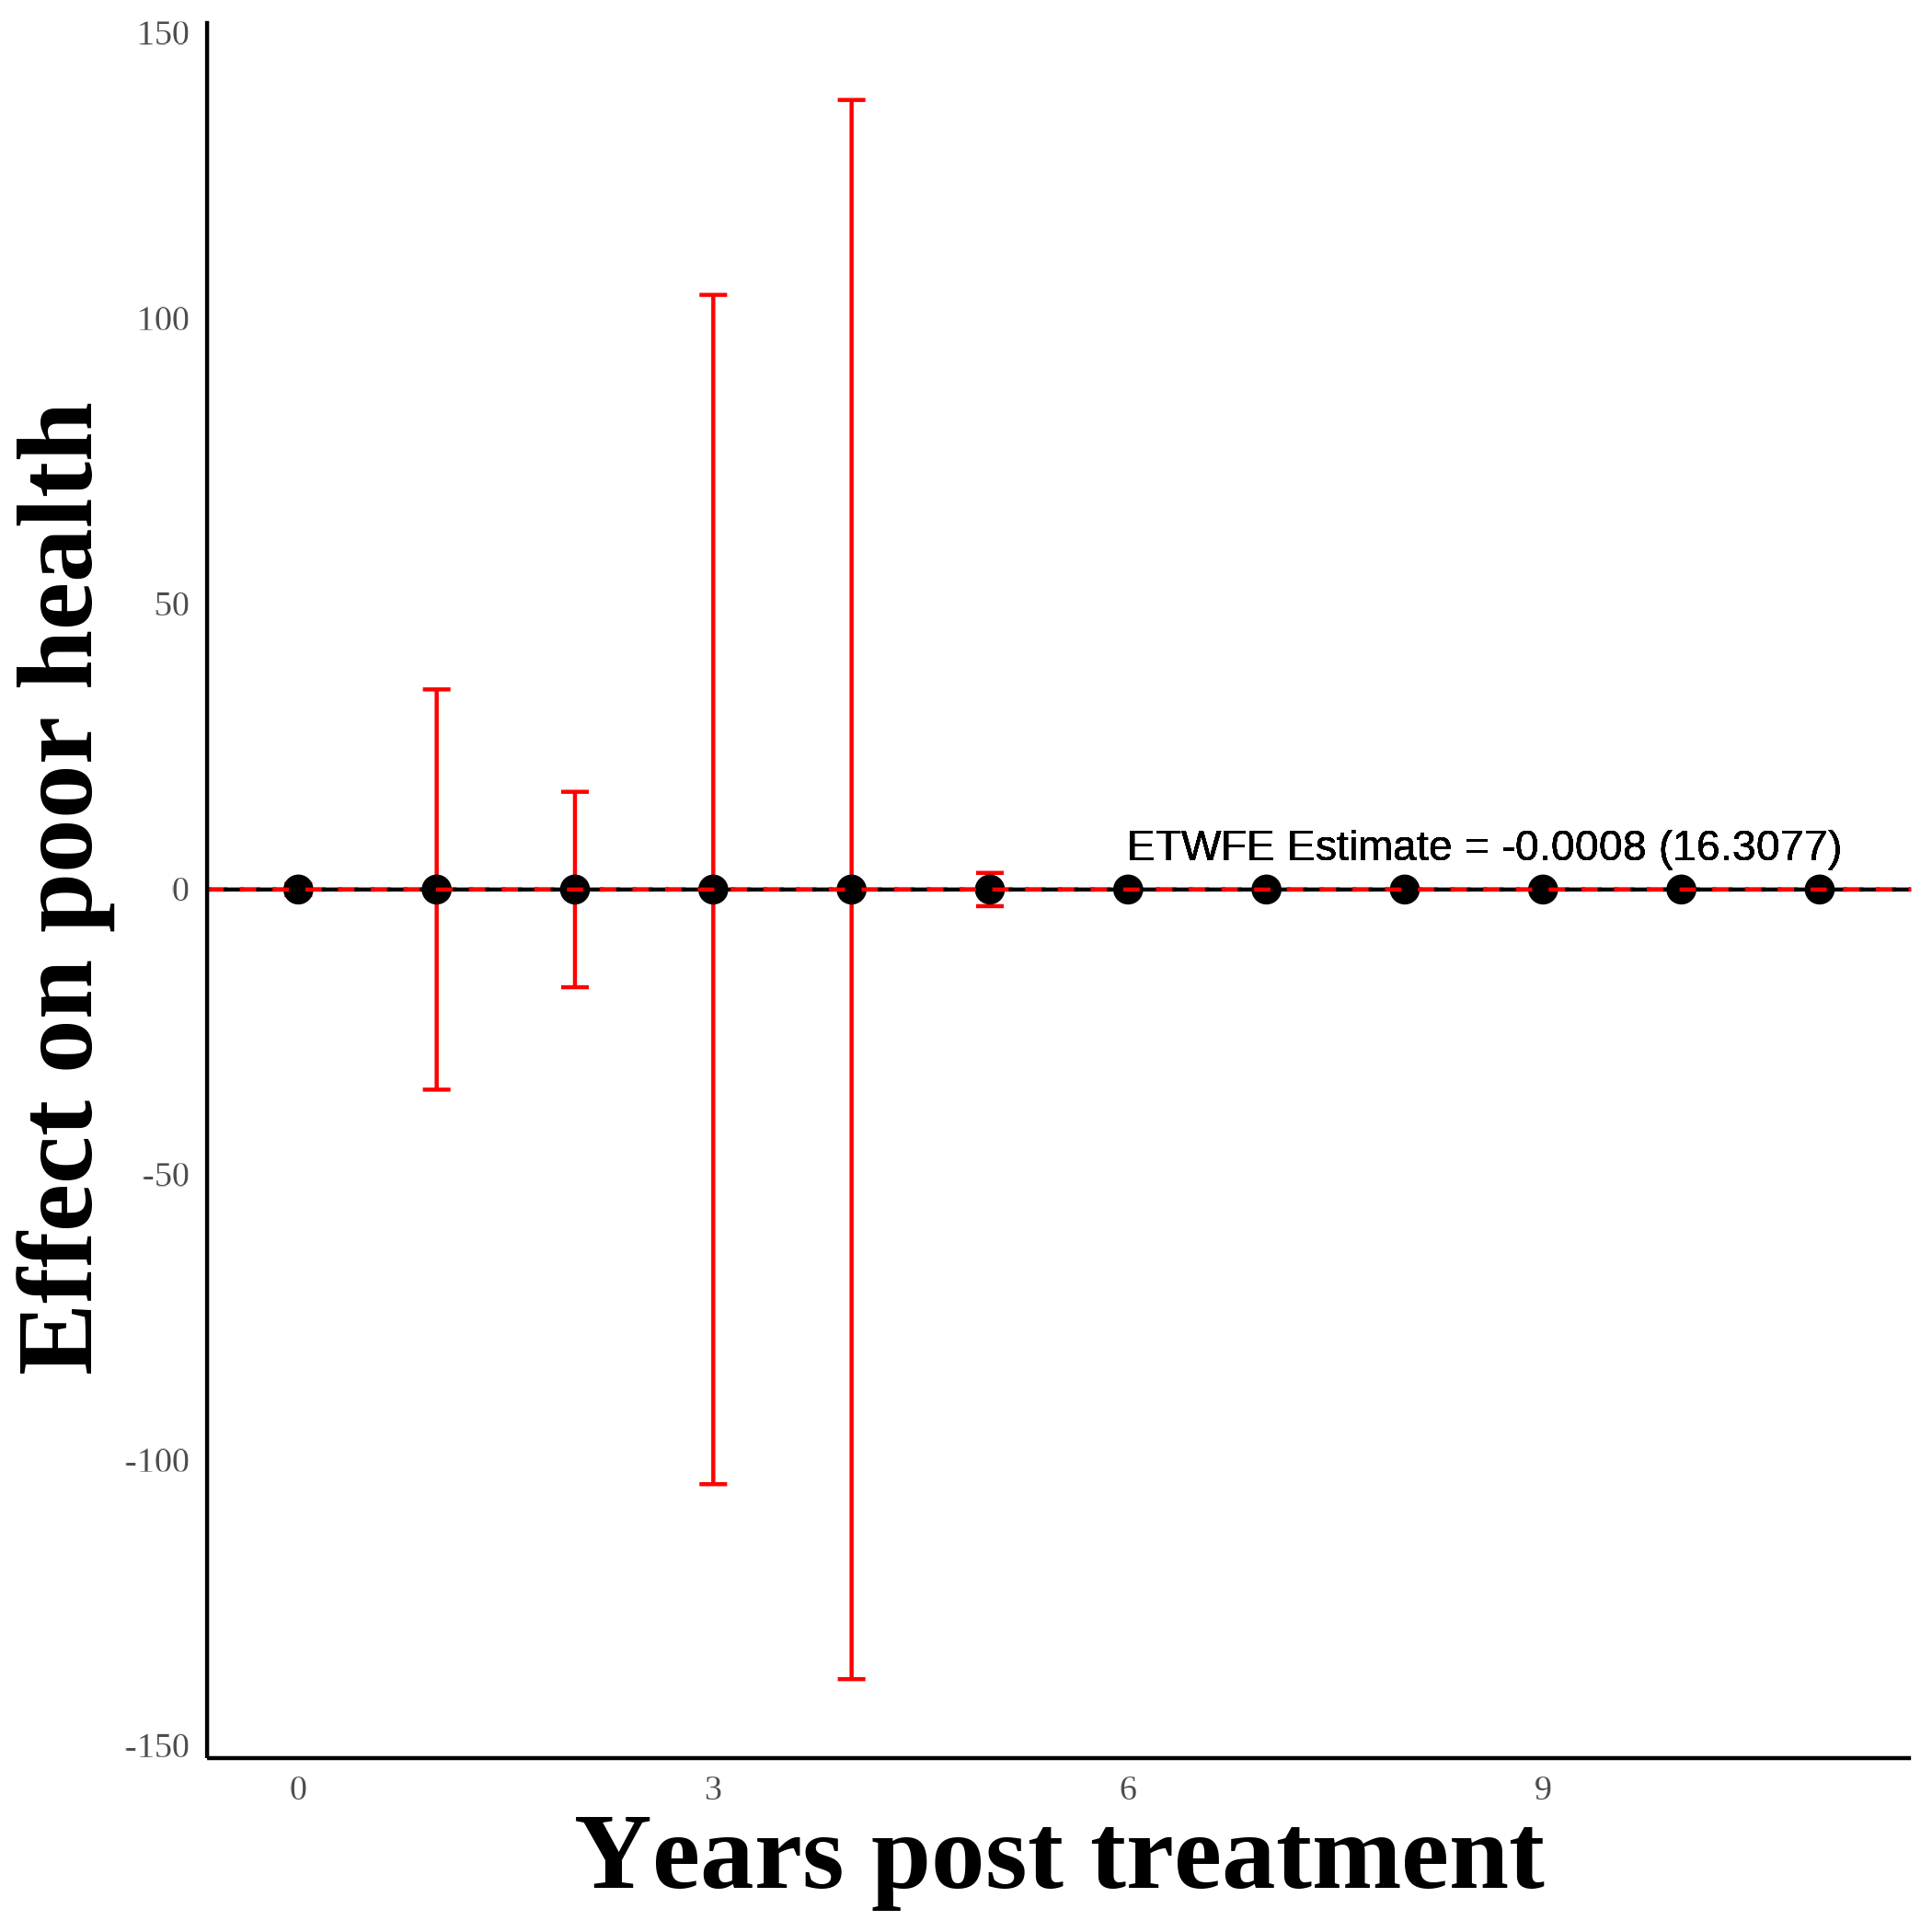 Effect on poor health
150
100
50
0
-50
-100
-150
ETWFE Estimate = -0.0008 (16.3077)
0 3 6 9
Years post treatment